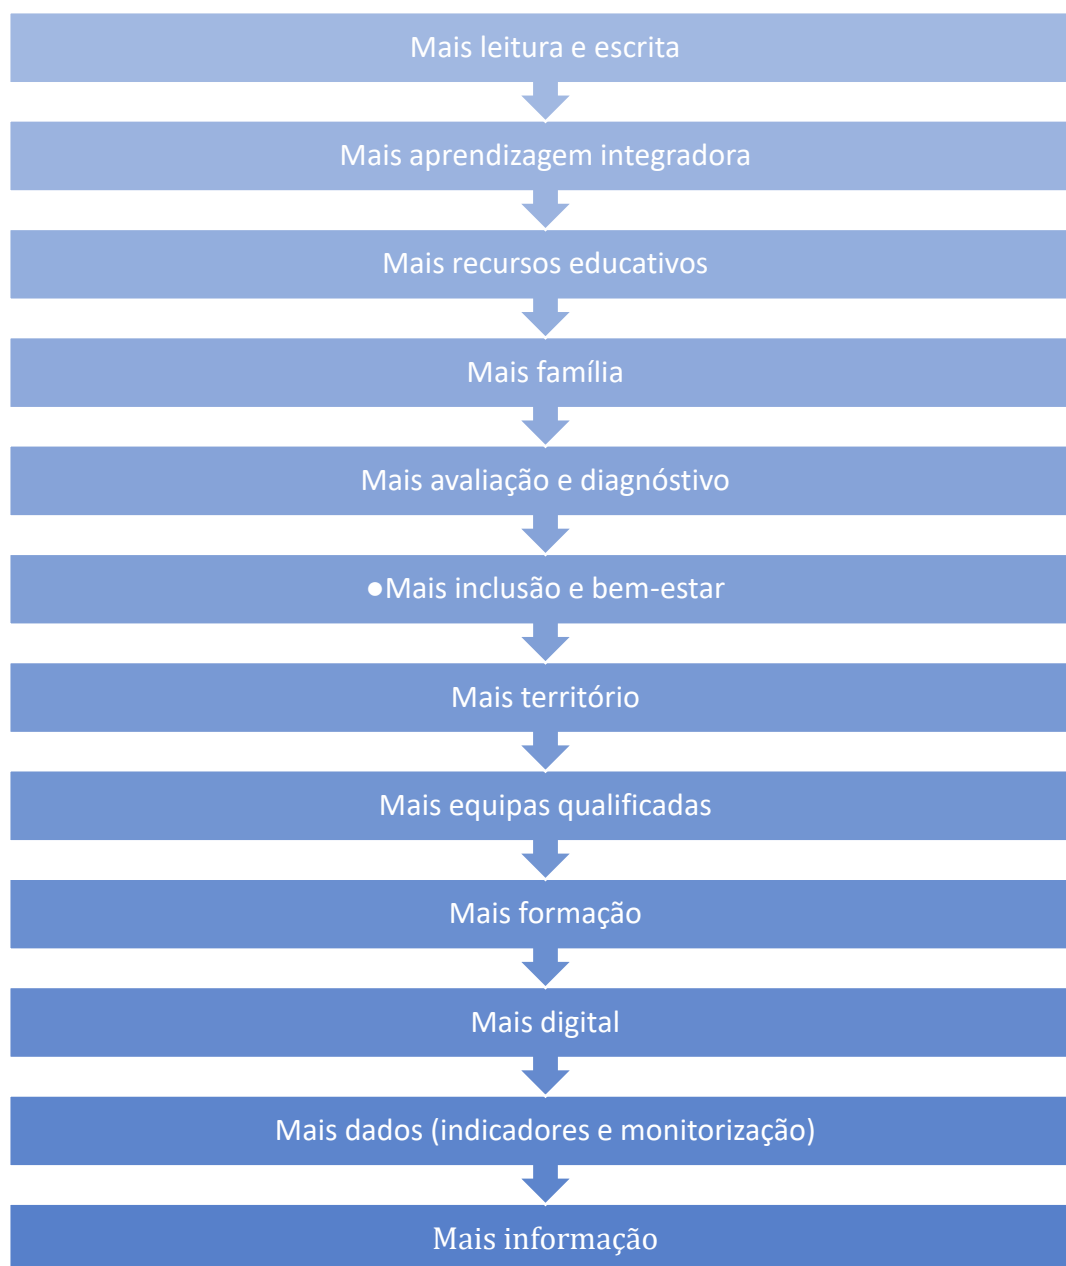 Mais leitura e escrita
Mais aprendizagem integradora
Mais recursos educativos
Mais família
Mais avaliação e diagnóstivo
●Mais inclusão e bem-estar
Mais território
Mais equipas qualificadas
Mais formação
Mais digital
Mais dados (indicadores e monitorização)
Mais informação